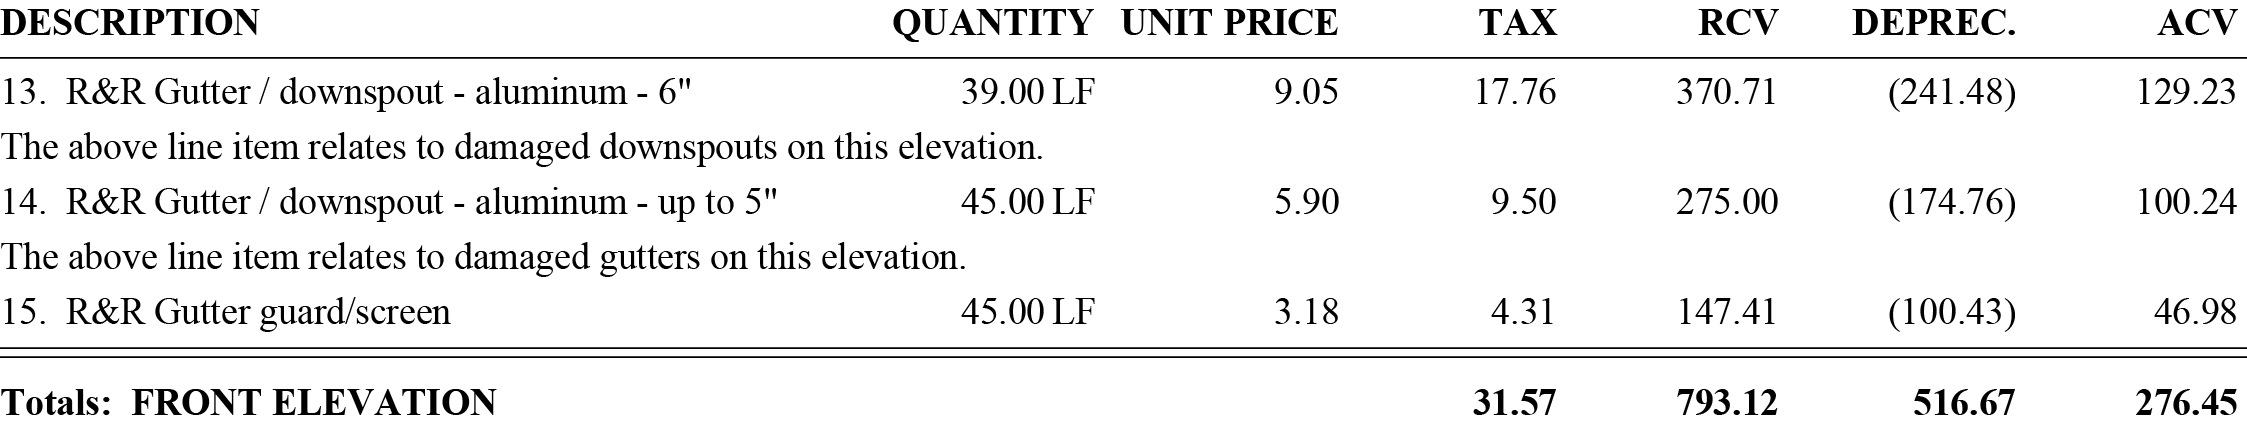 DESCRIPTION QUANTITY UNIT PRICE TAX RCV DEPREC. ACV
13. R&R Gutter / downspout - aluminum - 6" 39.00 LF 9.05 17.76 370.71 (241.48) 129.23
The above line item relates to damaged downspouts on this elevation.
14. R&R Gutter / downspout - aluminum - up to 5" 45.00 LF 5.90 9.50 275.00 (174.76) 100.24
The above line item relates to damaged gutters on this elevation.
15. R&R Gutter guard/screen 45.00 LF 3.18 4.31 147.41 (100.43) 46.98
Totals: FRONT ELEVATION 31.57 793.12 516.67 276.45